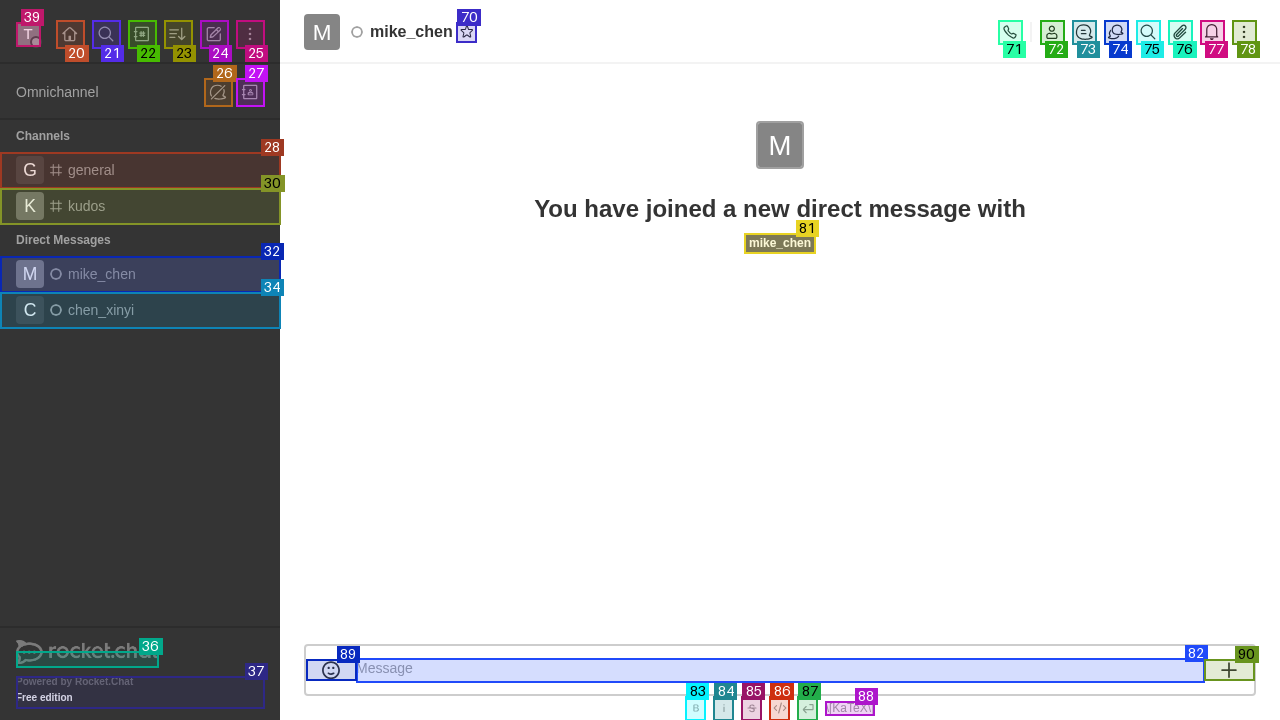 39
T
20
21
22
23
24
25
26
27
Omnichannel
Channels
28
G general
30
K kudos
Direct Messages
32
M mike_chen
34
C chen_xinyi
36
rocket.chat
37
Powered by Rocket.Chat
Free edition
M mike_chen
70
71
72
73
74
75
76
77
78
M
You have joined a new direct message with
81
mike_chen
89
Message
82
90
83
84
85
86
87
88
B
i
S
</>
\(KaTeX\)